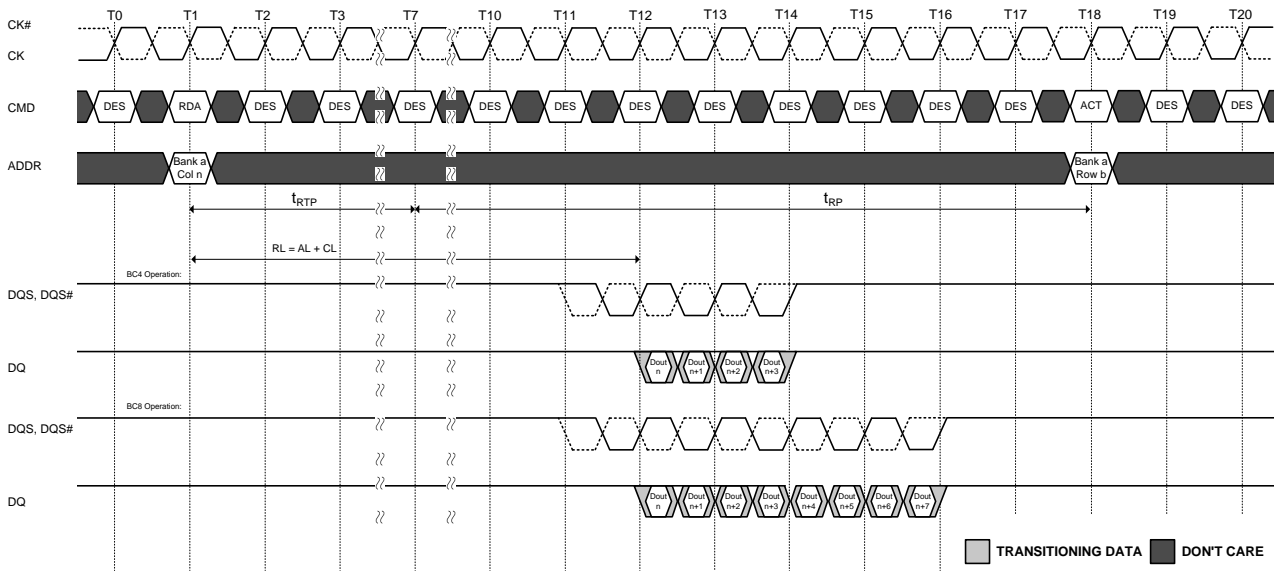 T0 T1 T2 T3 T7 T10 T11 T12 T13 T14 T15 T16 T17 T18 T19 T20
CK#
CK
CMD DES RDA DES DES DES DES DES DES DES DES DES DES DES ACT DES DES
ADDR
Bank a
Col n
Bank a
Row b
tRTP
tRP
RL = AL + CL
BC4 Operation:
DQS, DQS#
DQ
Dout
n
Dout
n+1
Dout
n+2
Dout
n+3
BC8 Operation:
DQS, DQS#
DQ
Dout
n
Dout
n+1
Dout
n+2
Dout
n+3
Dout
n+4
Dout
n+5
Dout
n+6
Dout
n+7
TRANSITIONING DATA DON'T CARE